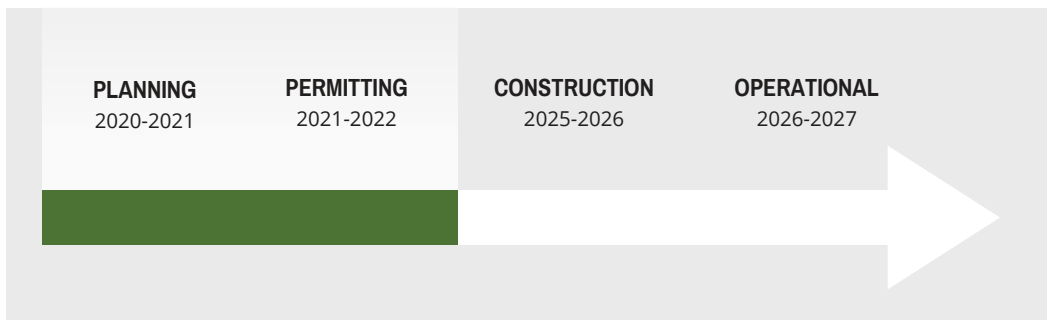 PLANNING
2020-2021
PERMITTING
2021-2022
CONSTRUCTION
2025-2026
OPERATIONAL
2026-2027